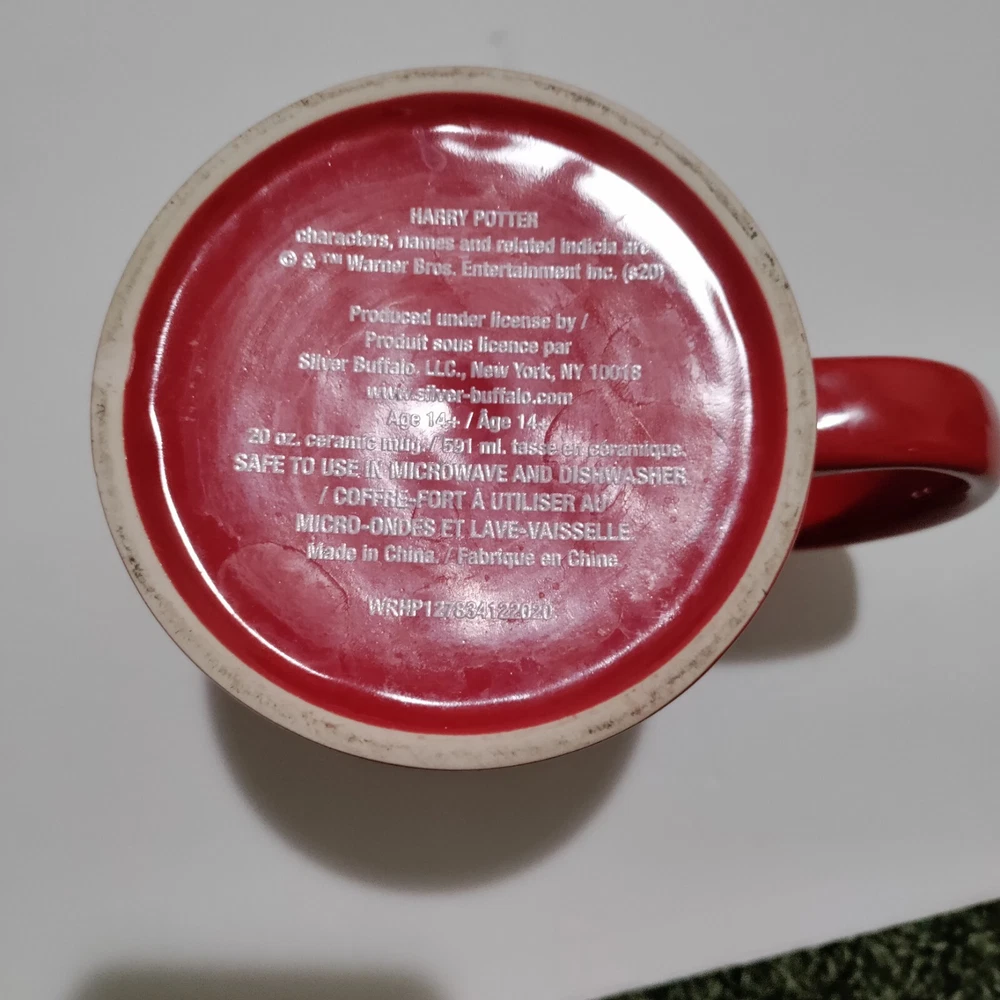 HARRY POTTER
characters, names and related indicia are
© & ™ Warner Bros. Entertainment Inc. (s20)
Produced under license by /
Produit sous licence par
Silver Buffalo, LLC., New York, NY 10018
www.silver-buffalo.com
Age 14+ / Âge 14+
20 oz. ceramic mug. / 591 ml. tasse en céramique.
SAFE TO USE IN MICROWAVE AND DISHWASHER
/ COFFRE-FORT À UTILISER AU
MICRO-ONDES ET LAVE-VAISSELLE.
Made in China. / Fabrique en Chine.